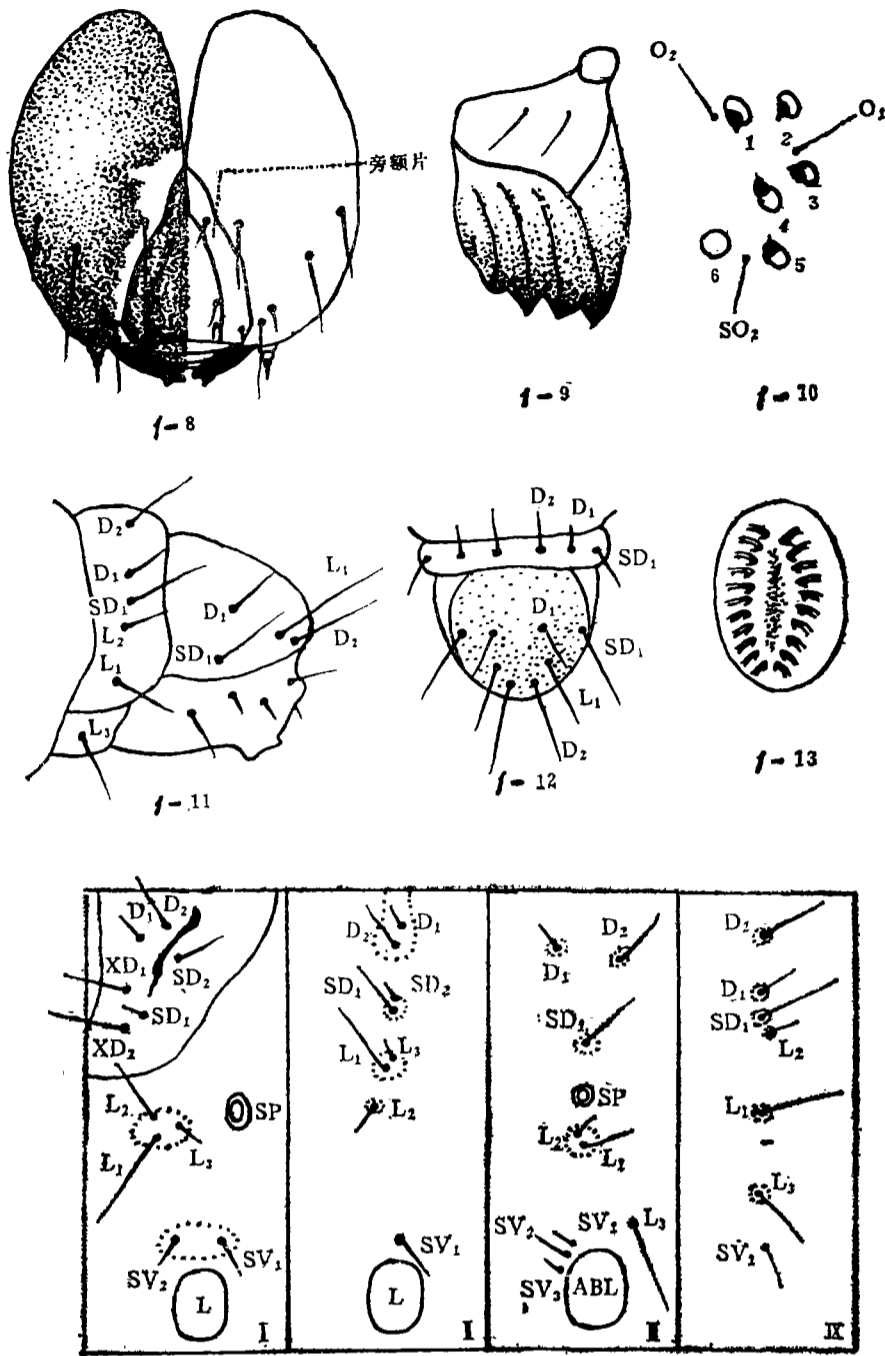 旁额片
f-8
f-9
O₂
O₁
1
2
3
4
5
6
SO₂
f-10
D₂
D₁
SD₁
L₂
L₁
L₃
D₁
SD₁
L₁
D₂
f-11
D₂
D₁
SD₁
D₁
SD₁
L₁
D₂
f-12
f-13
D₁
D₂
XD₁
SD₂
SD₁
XD₂
L₂
SP
L₁
L₃
SV₂
SV₁
L
I
D₂
D₁
SD₁
SD₂
L₁
L₃
L₂
SV₁
L
D₁
D₂
SD₁
SP
L₂
L₂
SV₂
L₃
SV₃
ABL
D₂
D₁
SD₁
L₂
L₁
L₃
IX